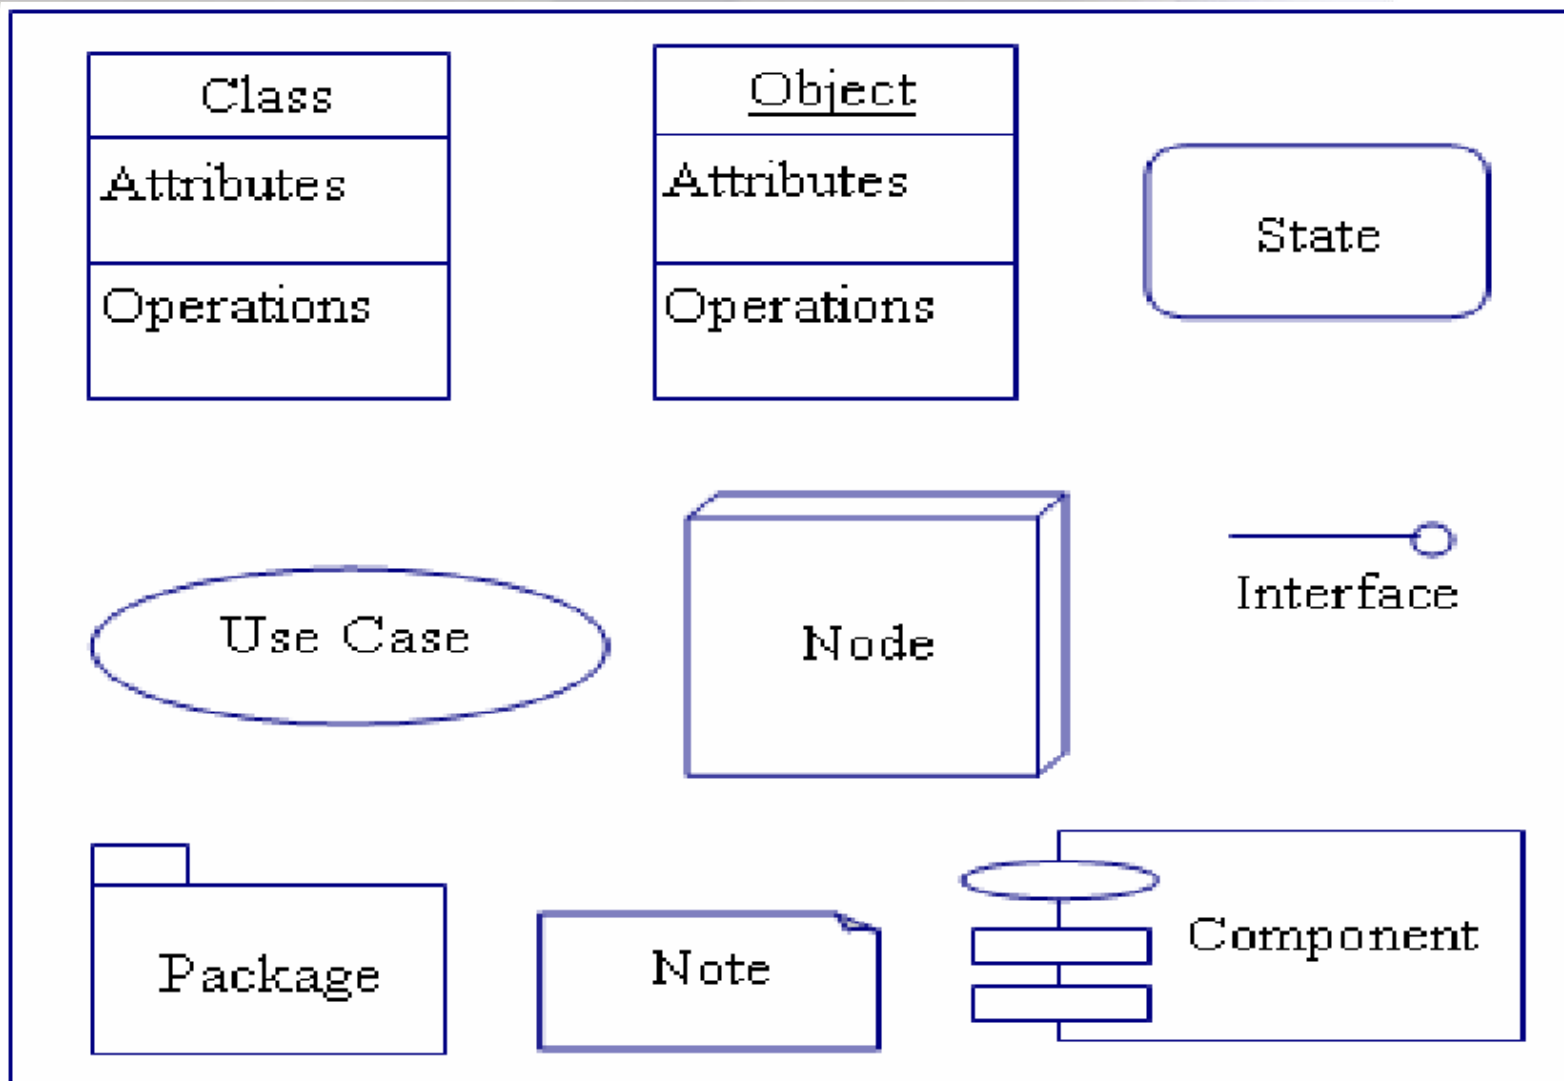 Class
Attributes
Operations
Object
Attributes
Operations
State
Use Case
Node
Interface
Package
Note
Component